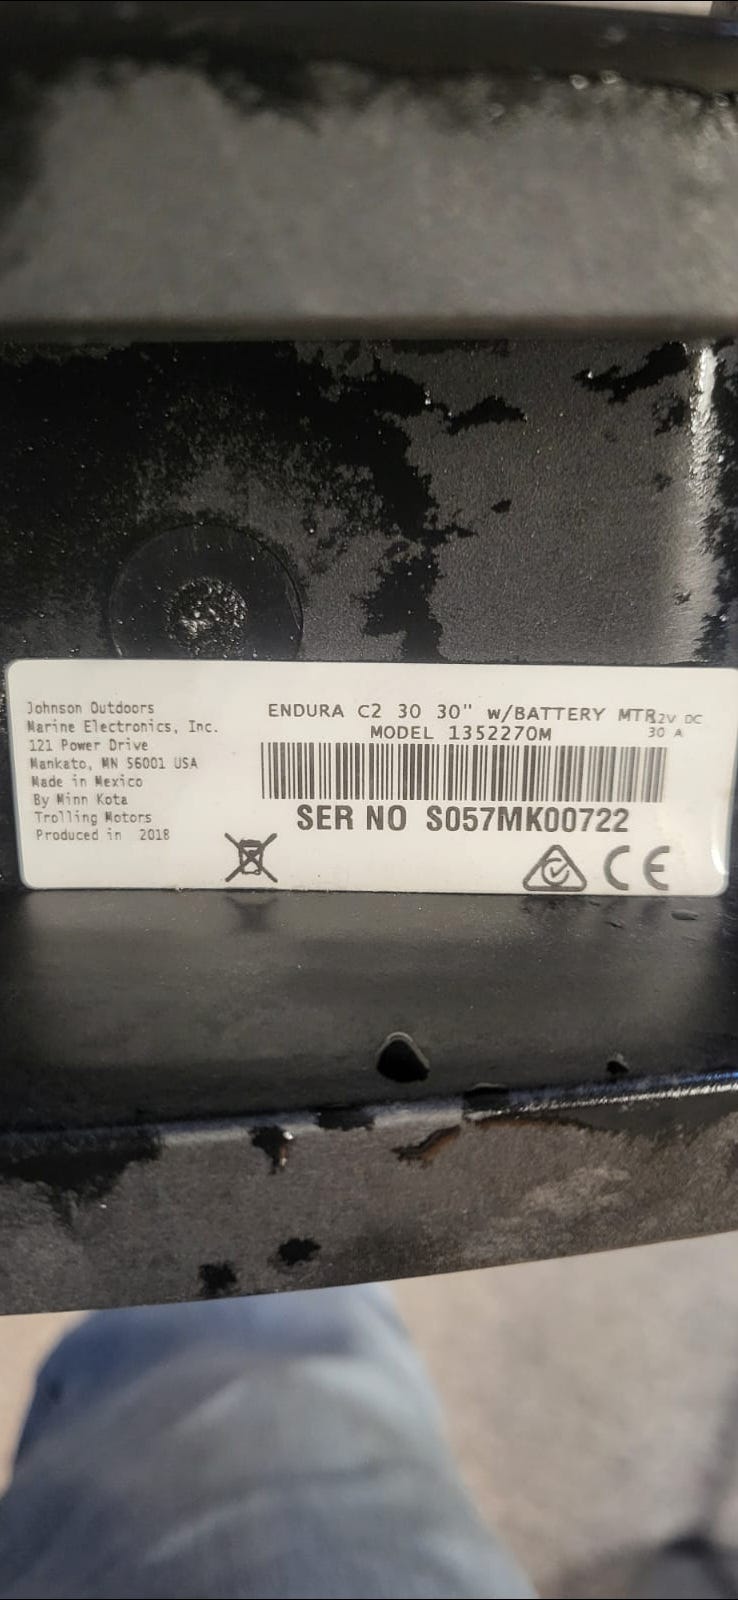 Johnson Outdoors
Marine Electronics, Inc.
121 Power Drive
Mankato, MN 56001 USA
Made in Mexico
By Minn Kota
Trolling Motors
Produced in 2018
ENDURA C2 30 30" w/BATTERY MTR
2V DC
MODEL 1352270M
30 A
SER NO S057MK00722
CE